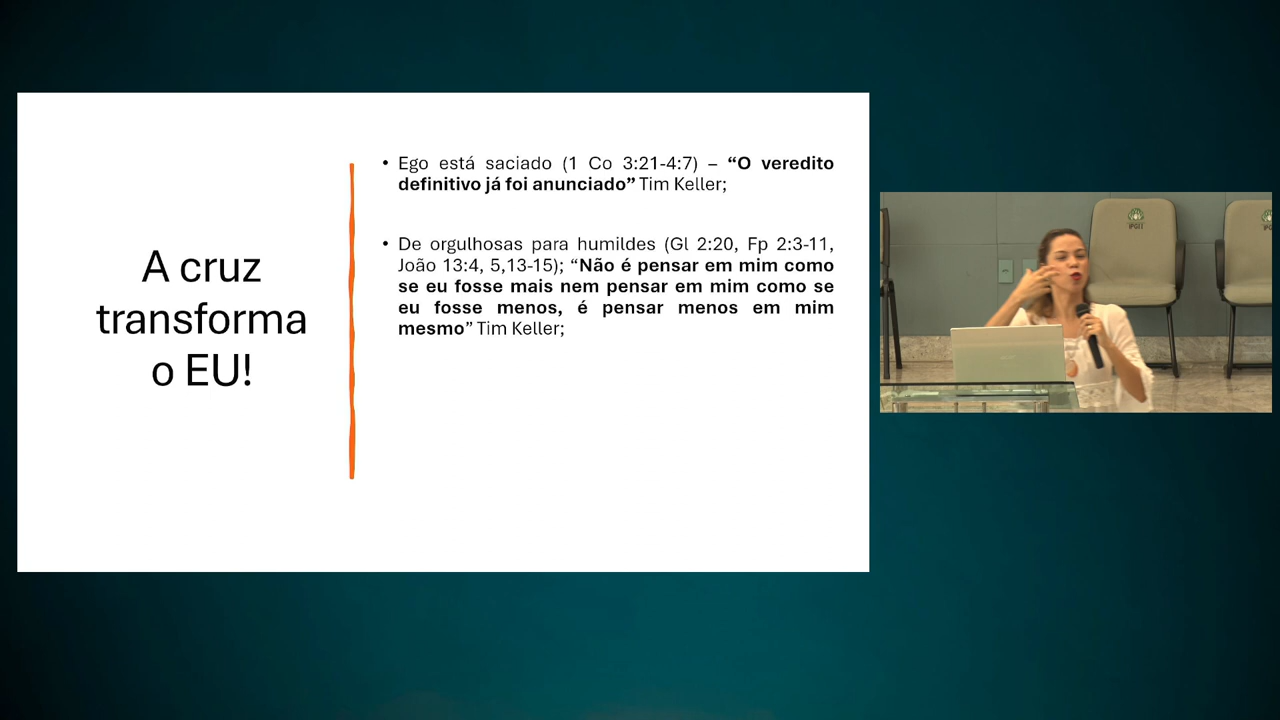 A cruz
transforma
o EU!
• Ego está saciado (1 Co 3:21-4:7) – “O veredito
definitivo já foi anunciado” Tim Keller;
• De orgulhosas para humildes (Gl 2:20, Fp 2:3-11,
João 13:4, 5,13-15); “Não é pensar em mim como
se eu fosse mais nem pensar em mim como se
eu fosse menos, é pensar menos em mim
mesmo” Tim Keller;